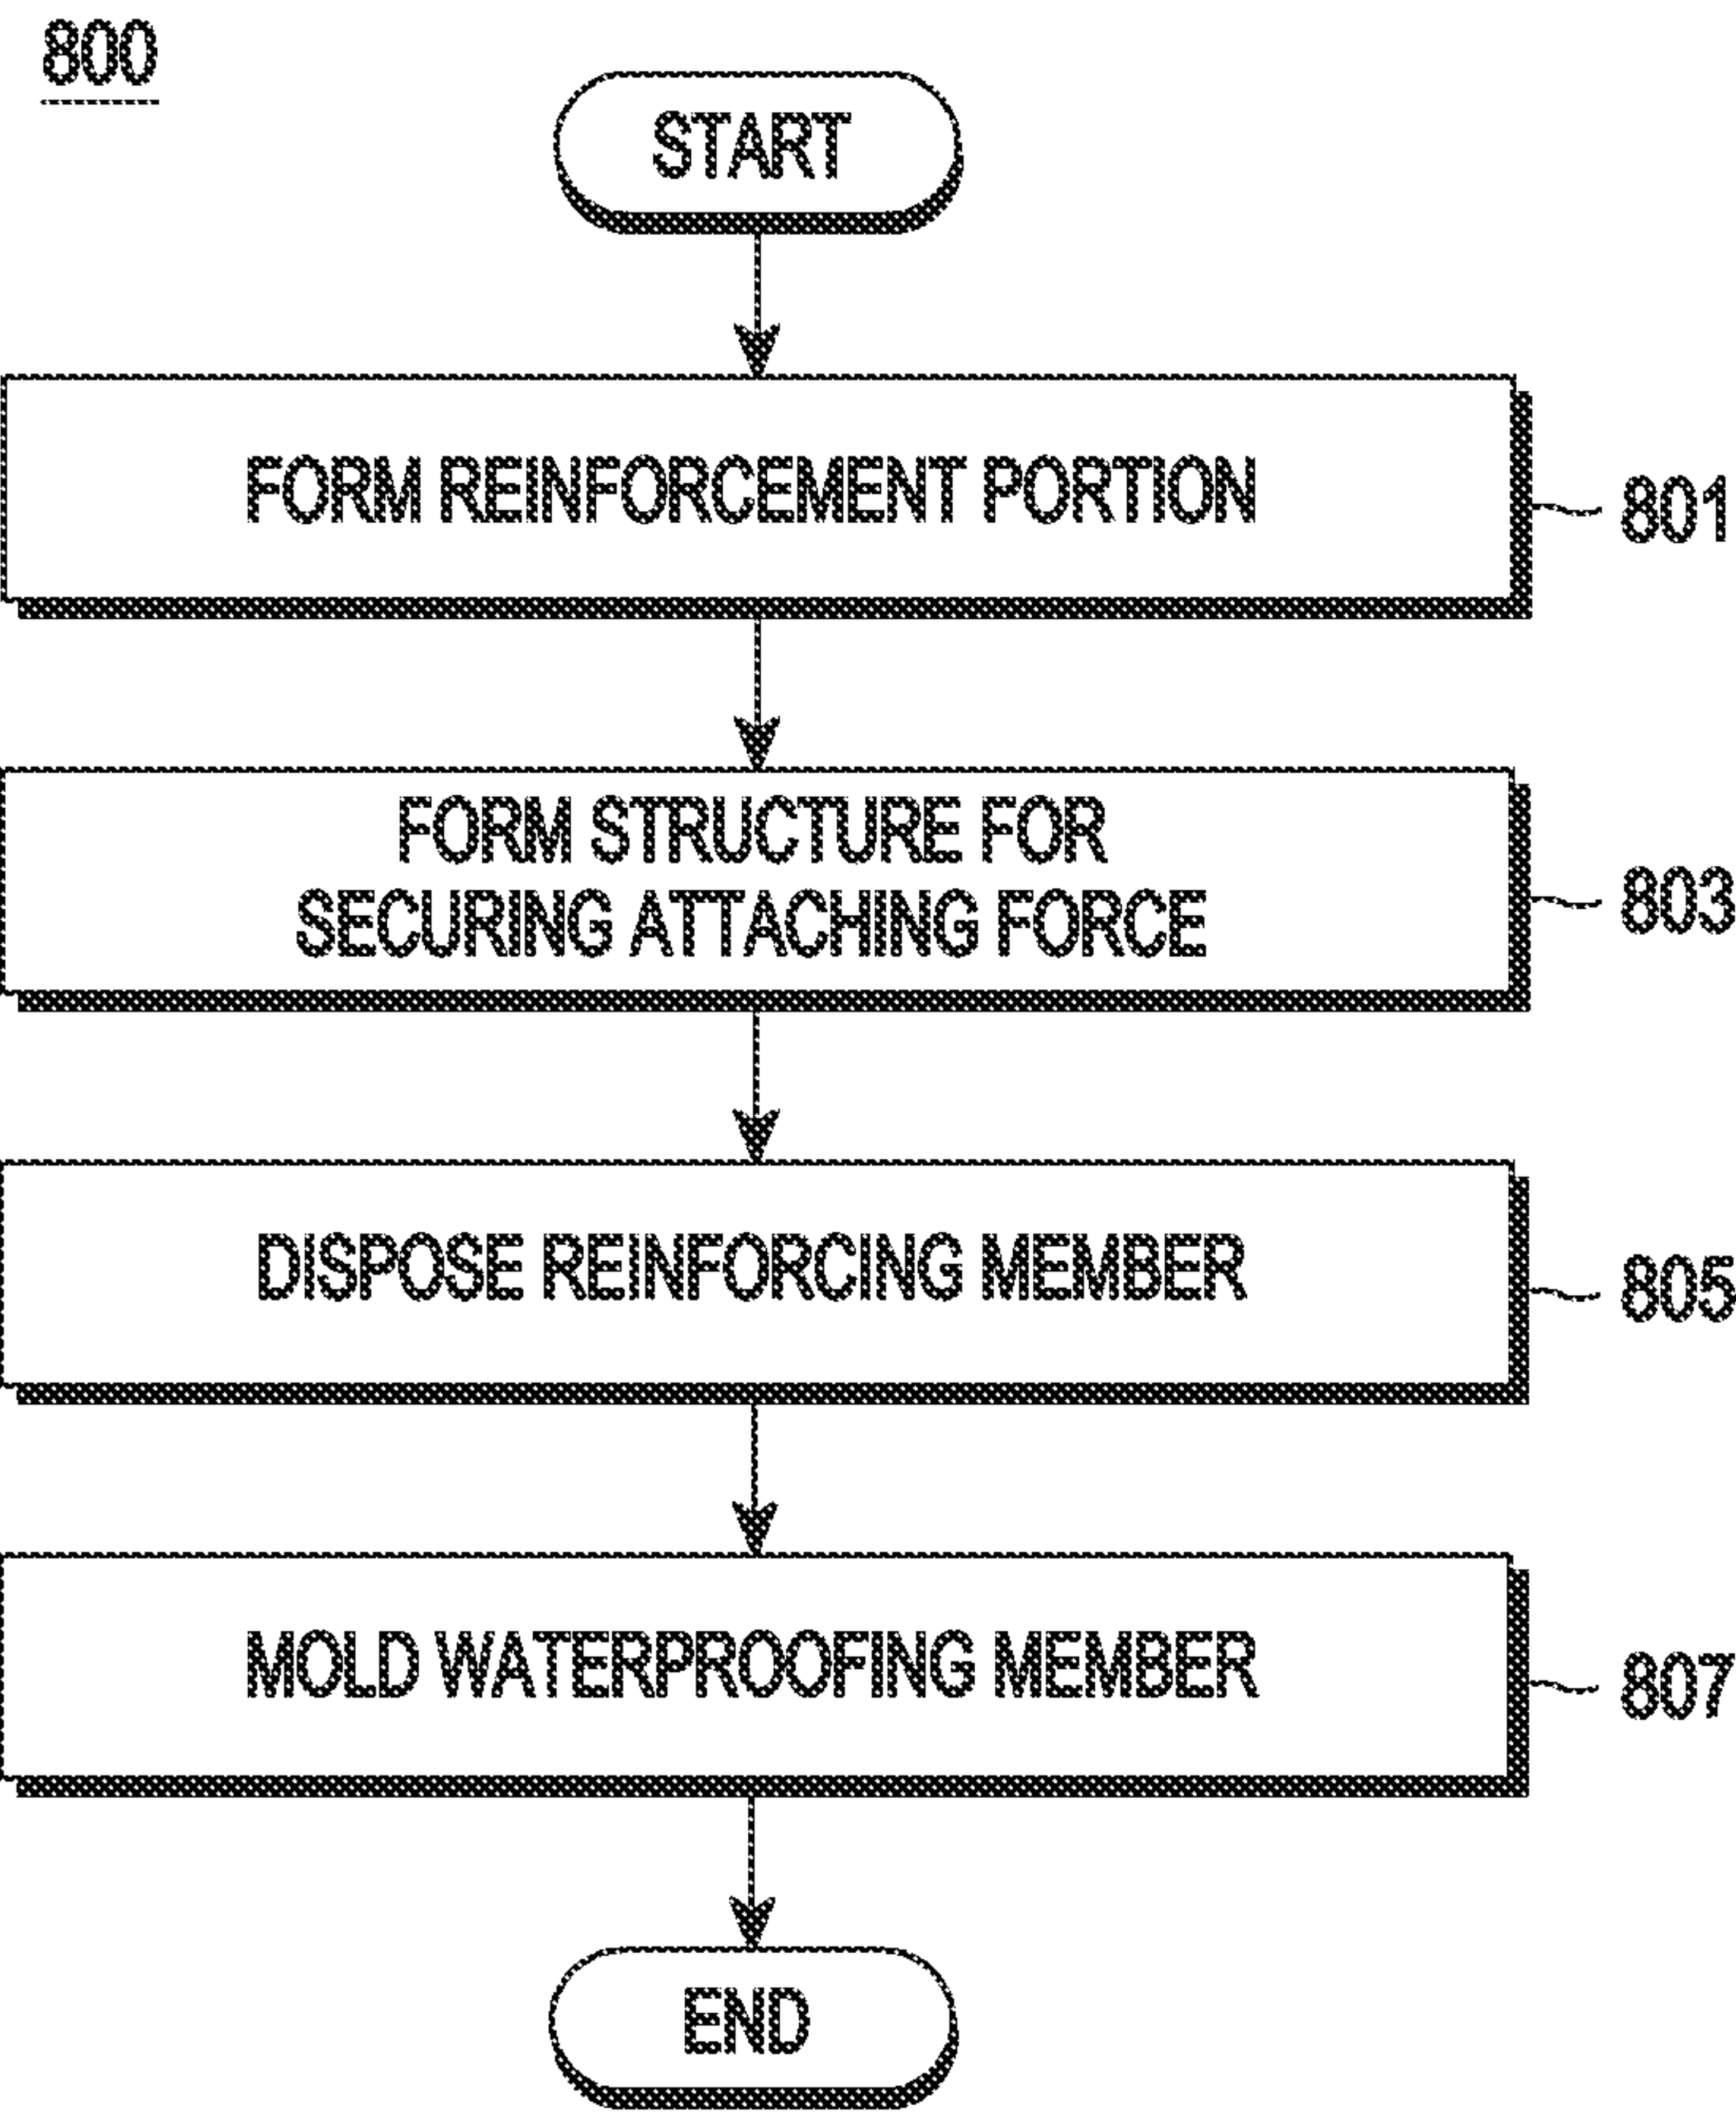 800
START
FORM REINFORCEMENT PORTION
801
FORM STRUCTURE FOR
SECURING ATTACHING FORCE
803
DISPOSE REINFORCING MEMBER
805
MOLD WATERPROOFING MEMBER
807
END